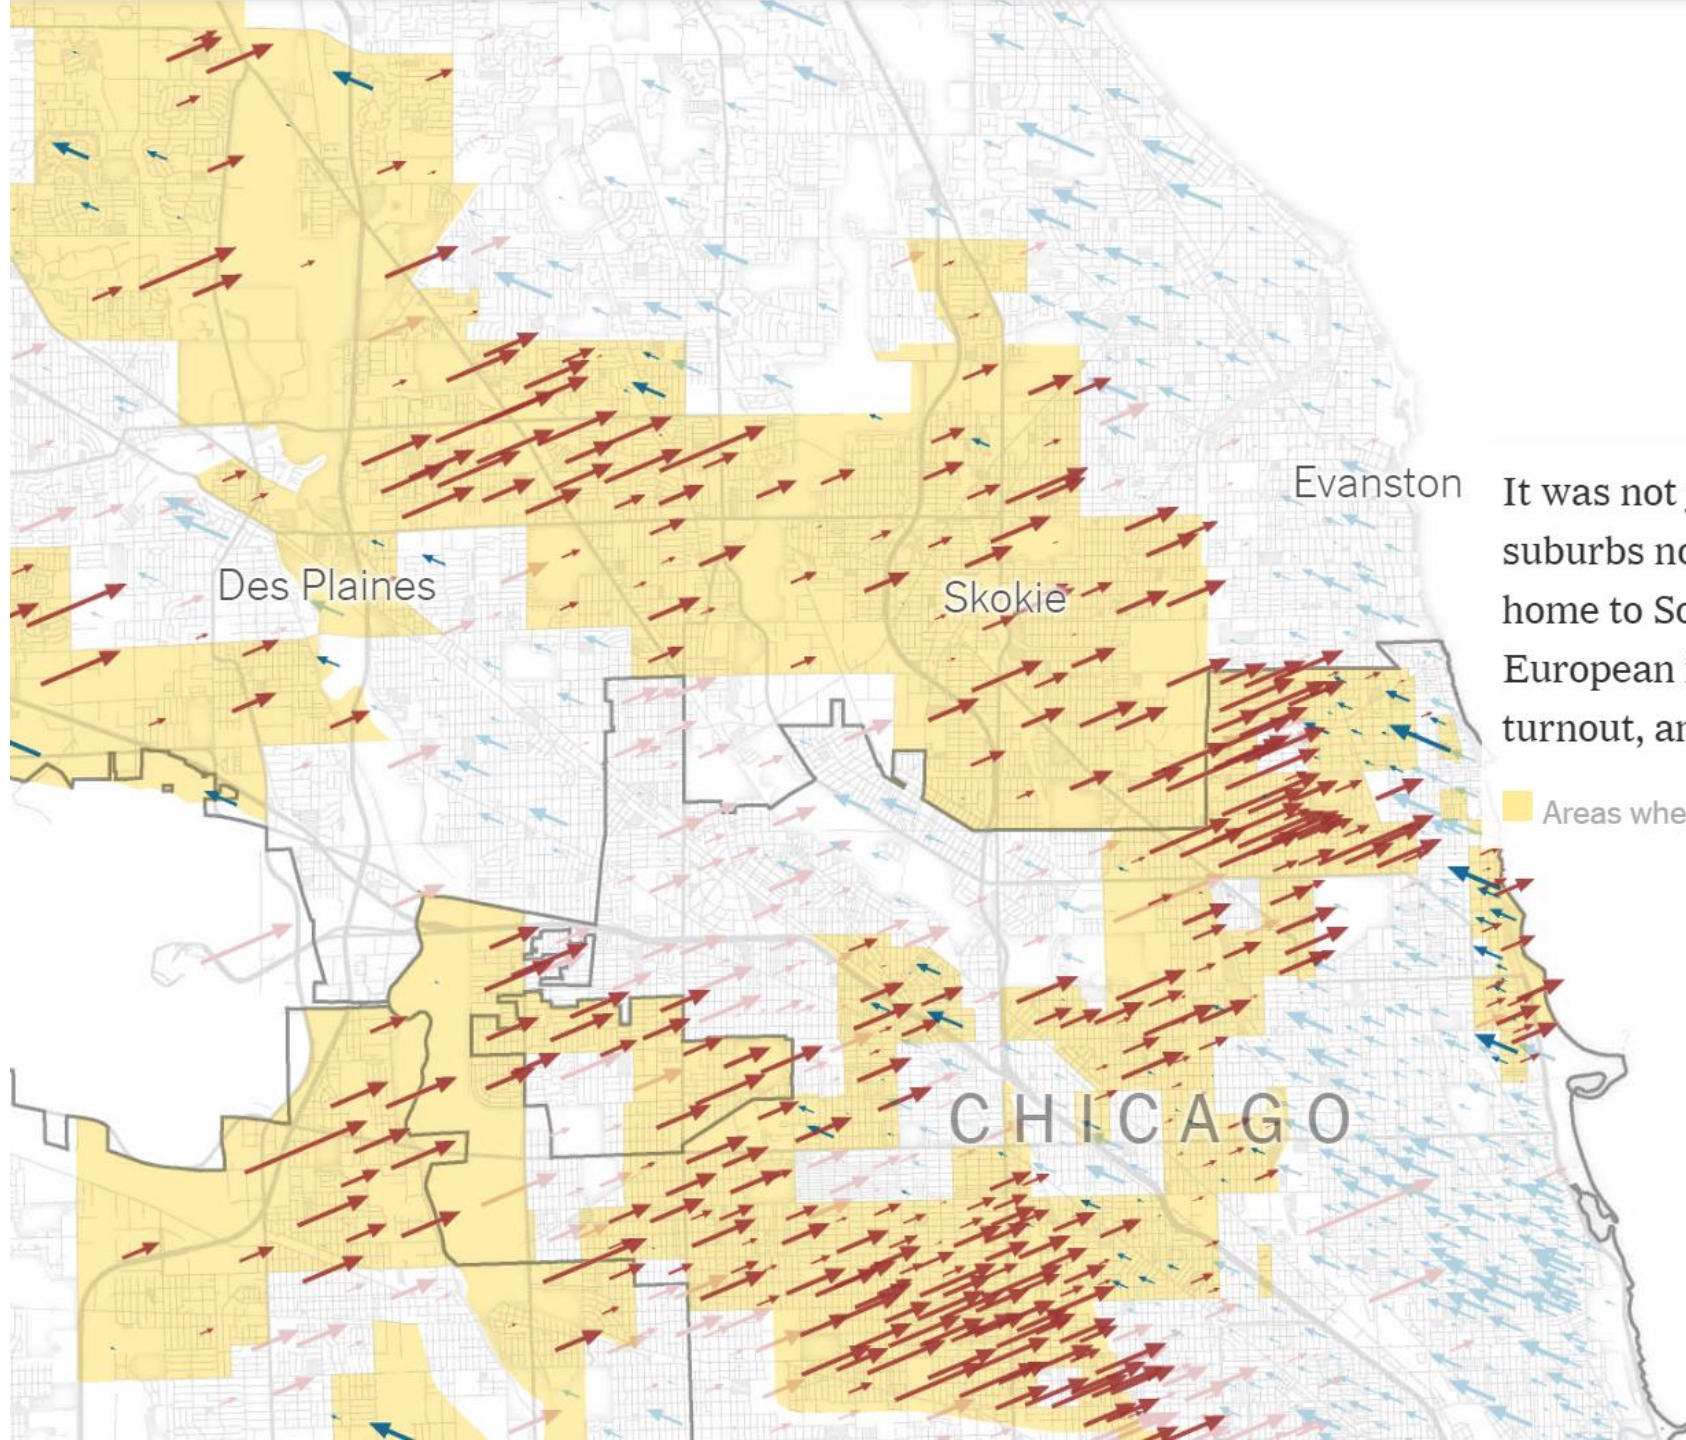 Evanston
It was not
suburbs no
Des Plaines
Skokie
home to So
European
turnout, an
Areas whe
CHICAGO